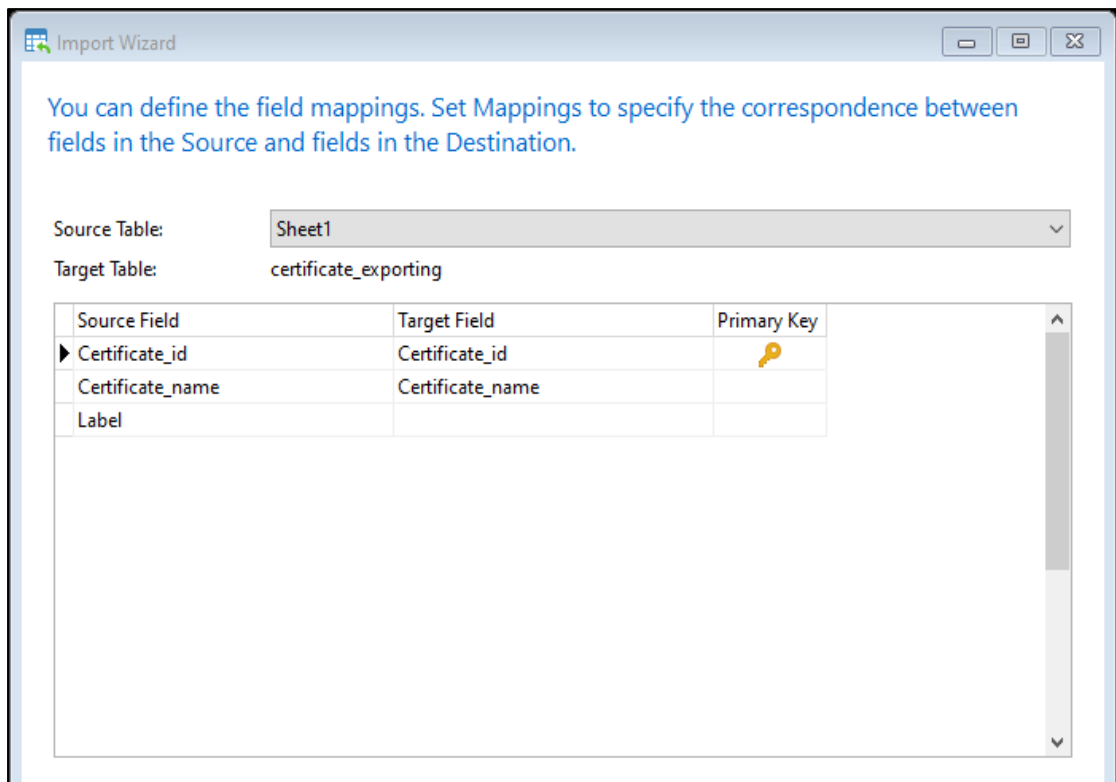 Import Wizard
You can define the field mappings. Set Mappings to specify the correspondence between
fields in the Source and fields in the Destination.
Source Table: Sheet1
Target Table: certificate_exporting
Source Field Target Field Primary Key
Certificate_id Certificate_id
Certificate_name Certificate_name
Label